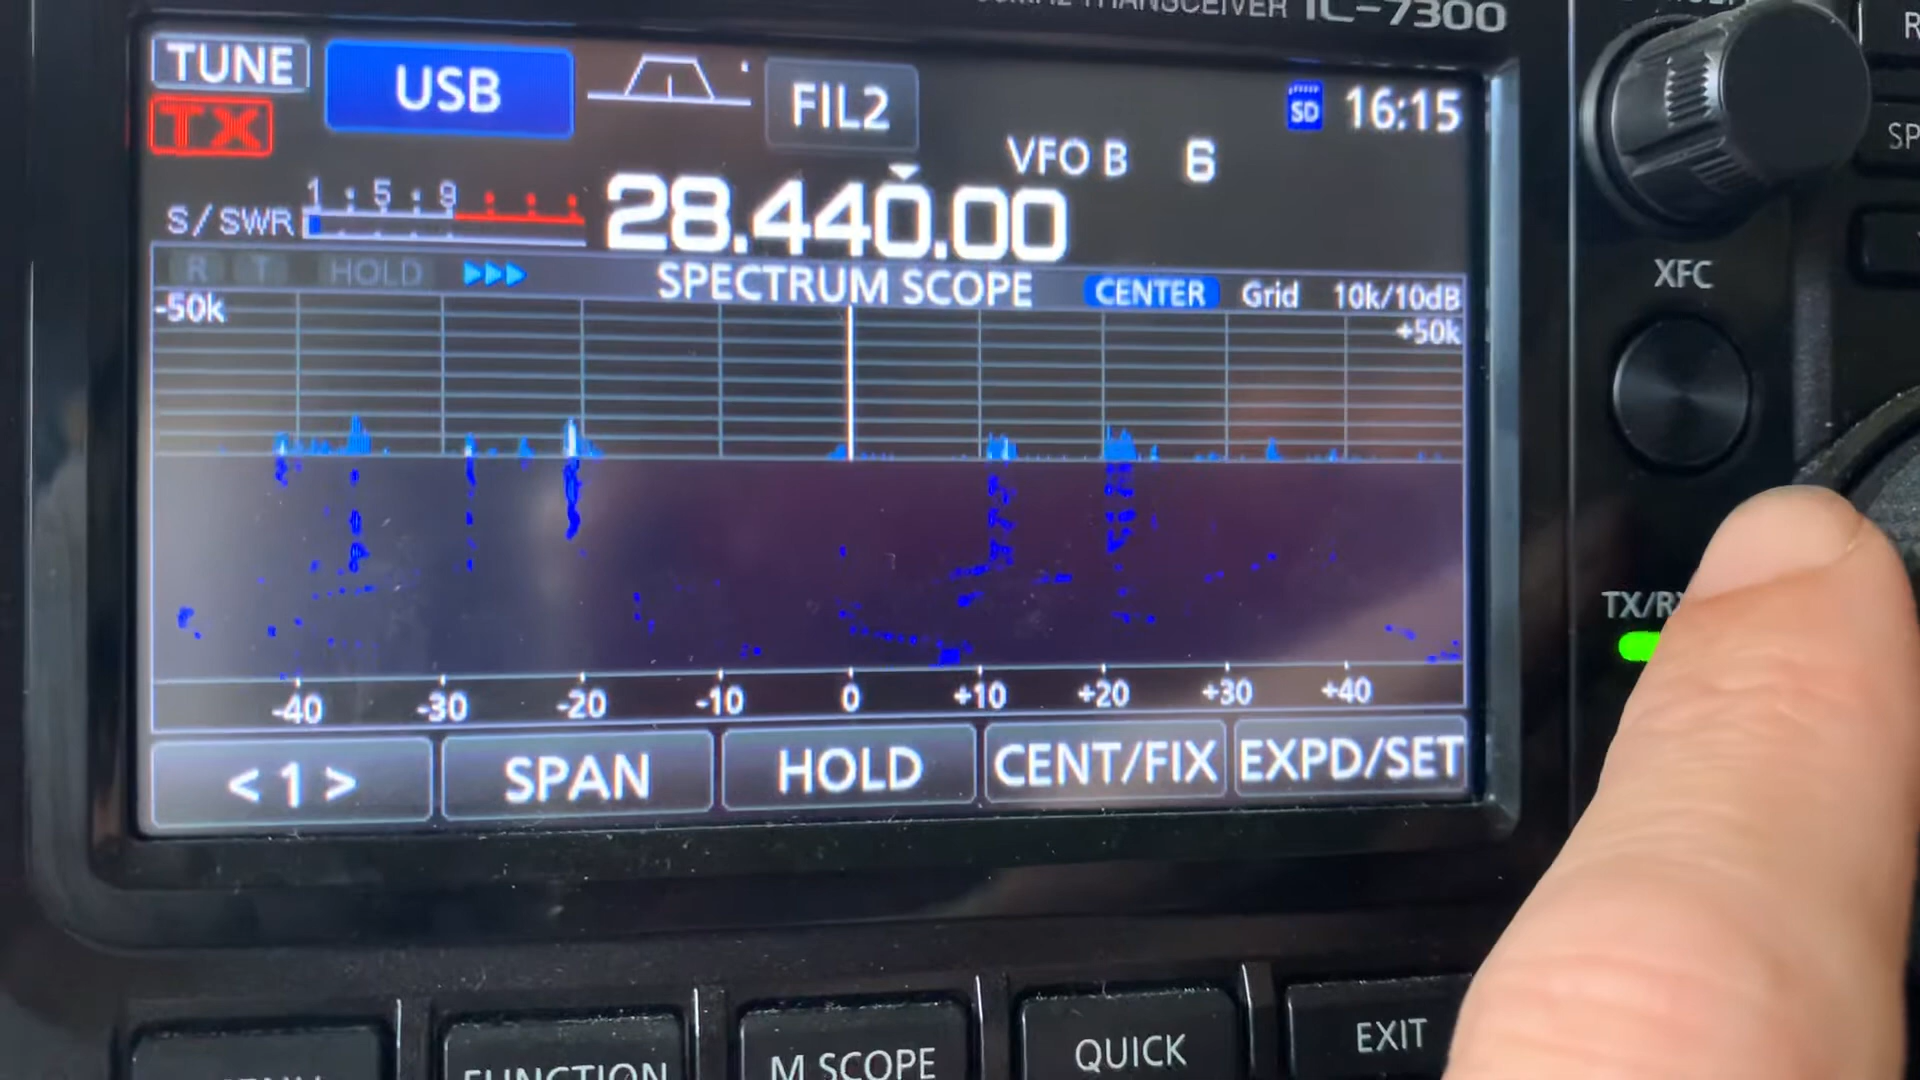 TRANSCEIVER IC-7300
TUNE
USB
FIL2
SD 16:15
TX
VFO B 6
1 5 9
S/SWR
28.440.00
R T HOLD
SPECTRUM SCOPE
CENTER Grid 10k/10dB
-50k
+50k
-40 -30 -20 -10 0 +10 +20 +30 +40
<1> SPAN HOLD CENT/FIX EXPD/SET
XFC
FUNCTION M SCOPE QUICK EXIT